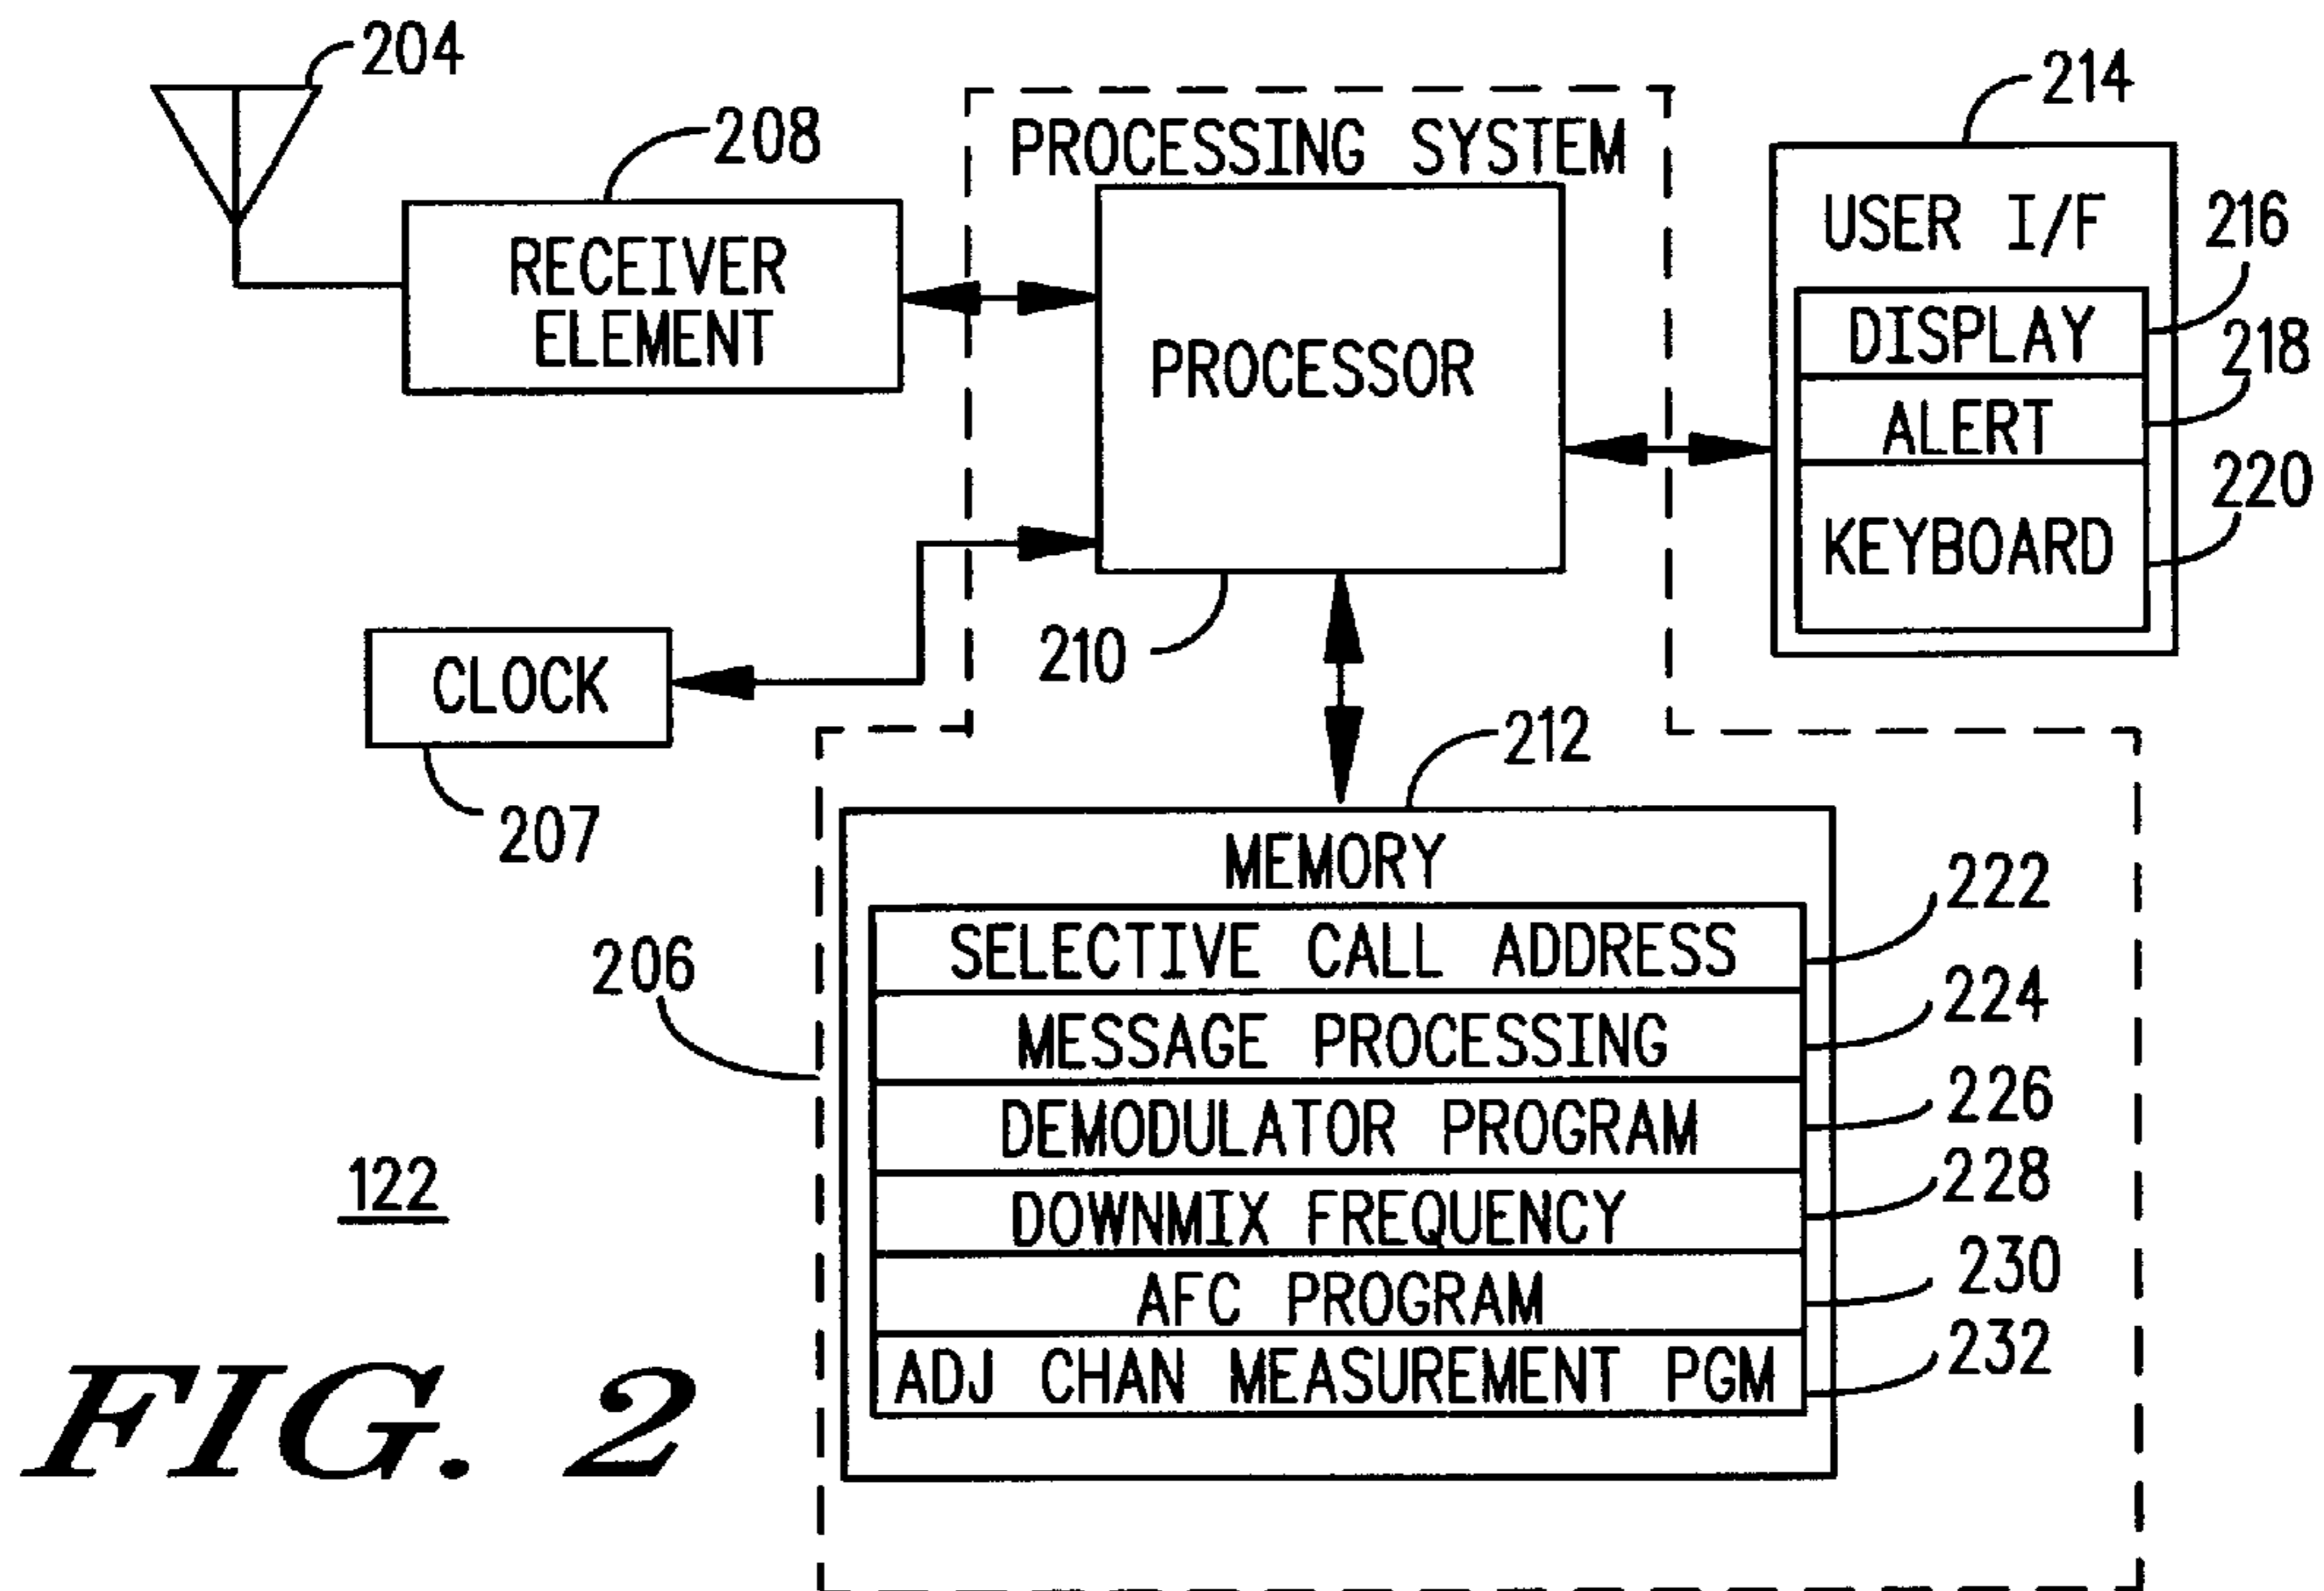 204
208
PROCESSING SYSTEM
214
RECEIVER
ELEMENT
PROCESSOR
USER I/F
216
DISPLAY
218
ALERT
220
KEYBOARD
CLOCK
207
210
212
MEMORY
206
SELECTIVE CALL ADDRESS
222
MESSAGE PROCESSING
224
DEMODULATOR PROGRAM
226
DOWNMIX FREQUENCY
228
AFC PROGRAM
230
ADJ CHAN MEASUREMENT PGM
232
122
FIG. 2